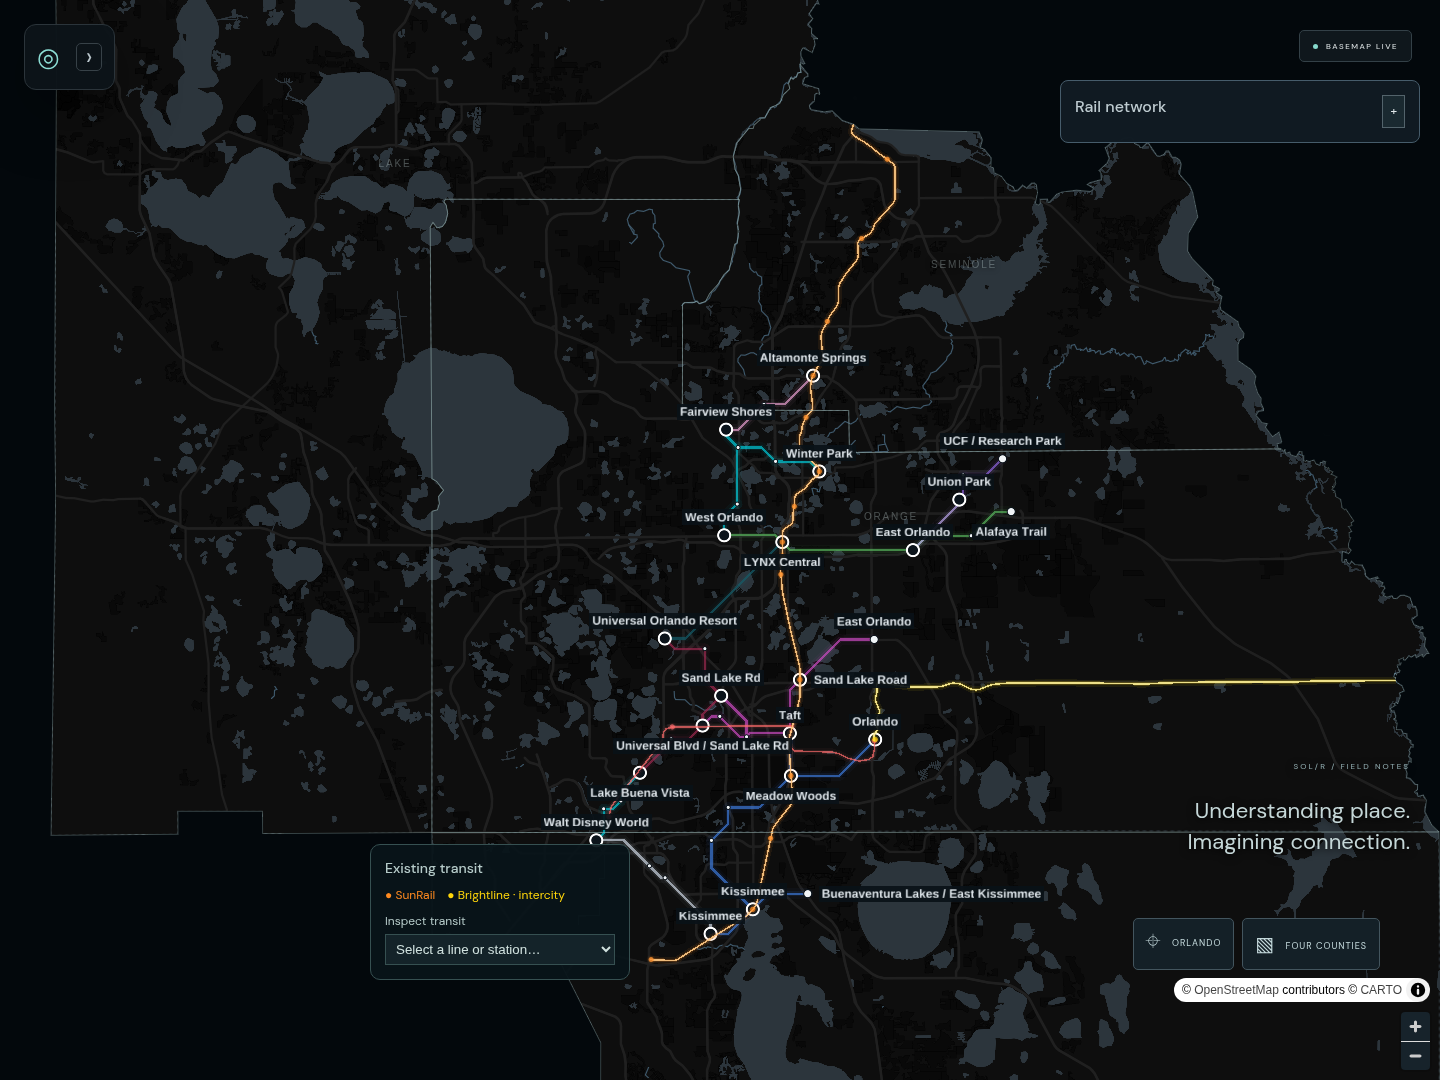 BASEMAP LIVE
Rail network
+
LAKE
SEMINOLE
Altamonte Springs
Fairview Shores
UCF / Research Park
Winter Park
Union Park
West Orlando
ORANGE
East Orlando
Alafaya Trail
LYNX Central
Universal Orlando Resort
East Orlando
Sand Lake Rd
Sand Lake Road
Taft
Orlando
Universal Blvd / Sand Lake Rd
SOL/R / FIELD NOTES
Lake Buena Vista
Meadow Woods
Understanding place.
Imagining connection.
Walt Disney World
Existing transit
SunRail
Brightline · intercity
Inspect transit
Select a line or station…
Kissimmee
Buenaventura Lakes / East Kissimmee
Kissimmee
ORLANDO
FOUR COUNTIES
© OpenStreetMap contributors © CARTO
+
−